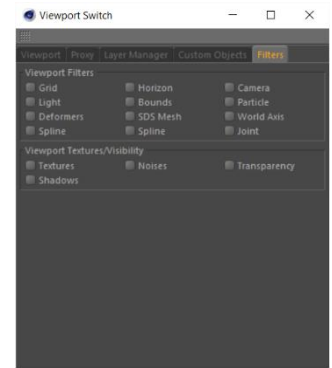 Viewport Switch
Viewport Proxy Layer Manager Custom Objects Filters
Viewport Filters
Grid Horizon Camera
Light Bounds Particle
Deformers SDS Mesh World Axis
Spline Spline Joint
Viewport Textures/Visibility
Textures Noises Transparency
Shadows